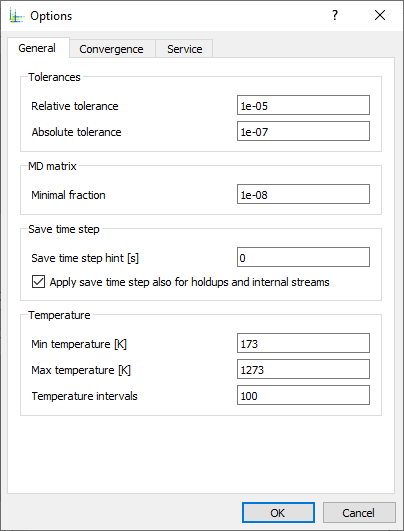 Options
General Convergence Service
Tolerances
Relative tolerance 1e-05
Absolute tolerance 1e-07
MD matrix
Minimal fraction 1e-08
Save time step
Save time step hint [s] 0
Apply save time step also for holdups and internal streams
Temperature
Min temperature [K] 173
Max temperature [K] 1273
Temperature intervals 100
OK Cancel